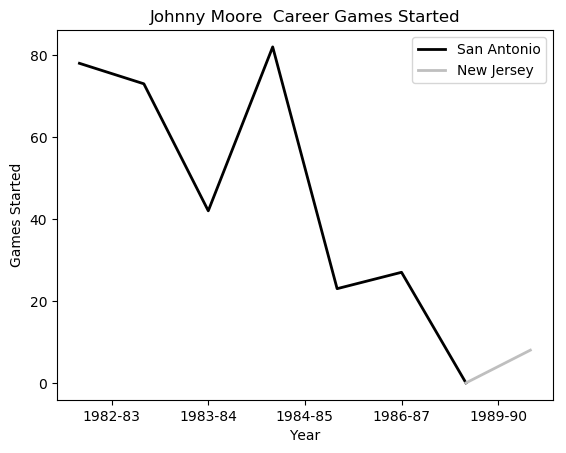 Johnny Moore  Career Games Started
San Antonio
New Jersey
80
60
40
20
0
Games Started
1982-83 1983-84 1984-85 1986-87 1989-90
Year